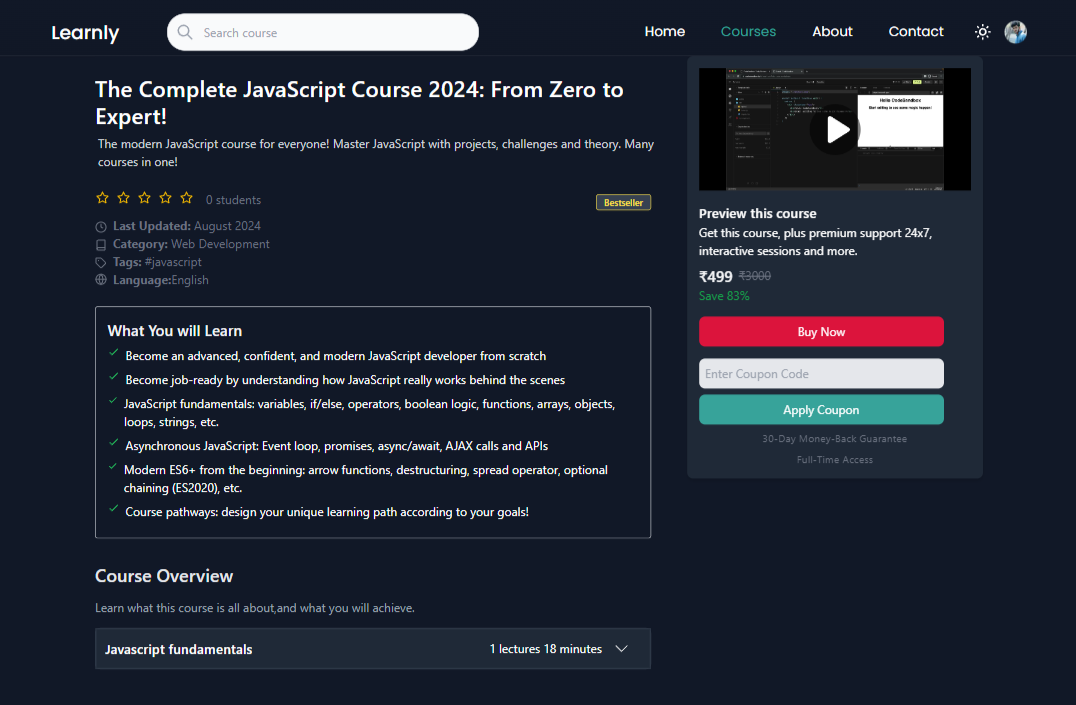 Learnly
Search course
Home
Courses
About
Contact
The Complete JavaScript Course 2024: From Zero to
Expert!
The modern JavaScript course for everyone! Master JavaScript with projects, challenges and theory. Many
courses in one!
0 students
Bestseller
Last Updated: August 2024
Category: Web Development
Tags: #javascript
Language:English
What You will Learn
Become an advanced, confident, and modern JavaScript developer from scratch
Become job-ready by understanding how JavaScript really works behind the scenes
JavaScript fundamentals: variables, if/else, operators, boolean logic, functions, arrays, objects,
loops, strings, etc.
Asynchronous JavaScript: Event loop, promises, async/await, AJAX calls and APIs
Modern ES6+ from the beginning: arrow functions, destructuring, spread operator, optional
chaining (ES2020), etc.
Course pathways: design your unique learning path according to your goals!
Course Overview
Learn what this course is all about,and what you will achieve.
Javascript fundamentals
1 lectures 18 minutes
Hello CodeSandbox
Start editing to see some magic happen!
Preview this course
Get this course, plus premium support 24x7,
interactive sessions and more.
₹499 ₹3000
Save 83%
Buy Now
Enter Coupon Code
Apply Coupon
30-Day Money-Back Guarantee
Full-Time Access